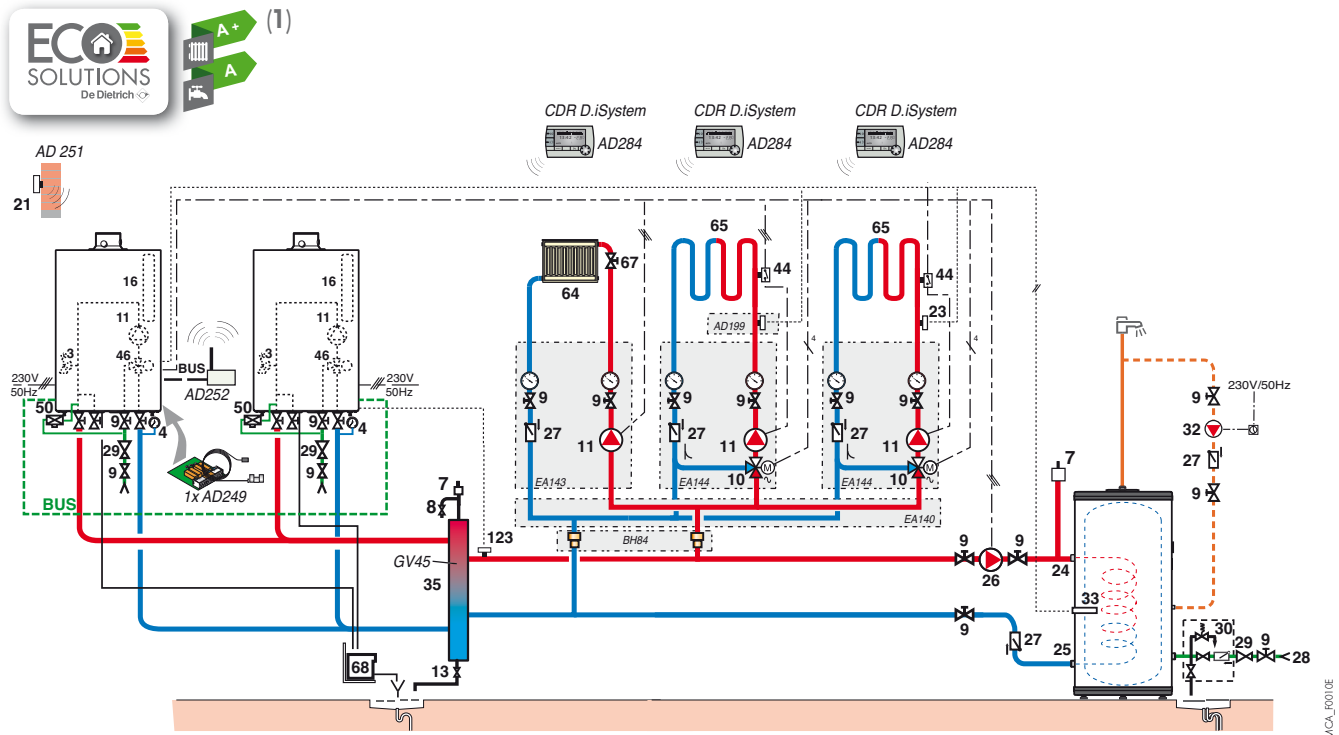 ECO
SOLUTIONS
De Dietrich
A+
A
(1)
CDR D.iSystem
AD284
CDR D.iSystem
AD284
CDR D.iSystem
AD284
AD 251
21
16
11
3
46
230V
50Hz
50
9
4
29
9
BUS
AD252
16
11
3
46
230V
50Hz
50
9
4
29
9
BUS
1x AD249
64
67
9
9
27
11
EA143
65
44
AD199
9
9
27
11
10
M
4
EA144
65
44
23
9
9
27
11
10
M
4
EA144
EA140
BH84
7
8
123
GV45
35
13
68
9
26
9
7
24
33
9
27
25
9
230V/50Hz
32
27
9
30
29
9
28
MCA_F0010E